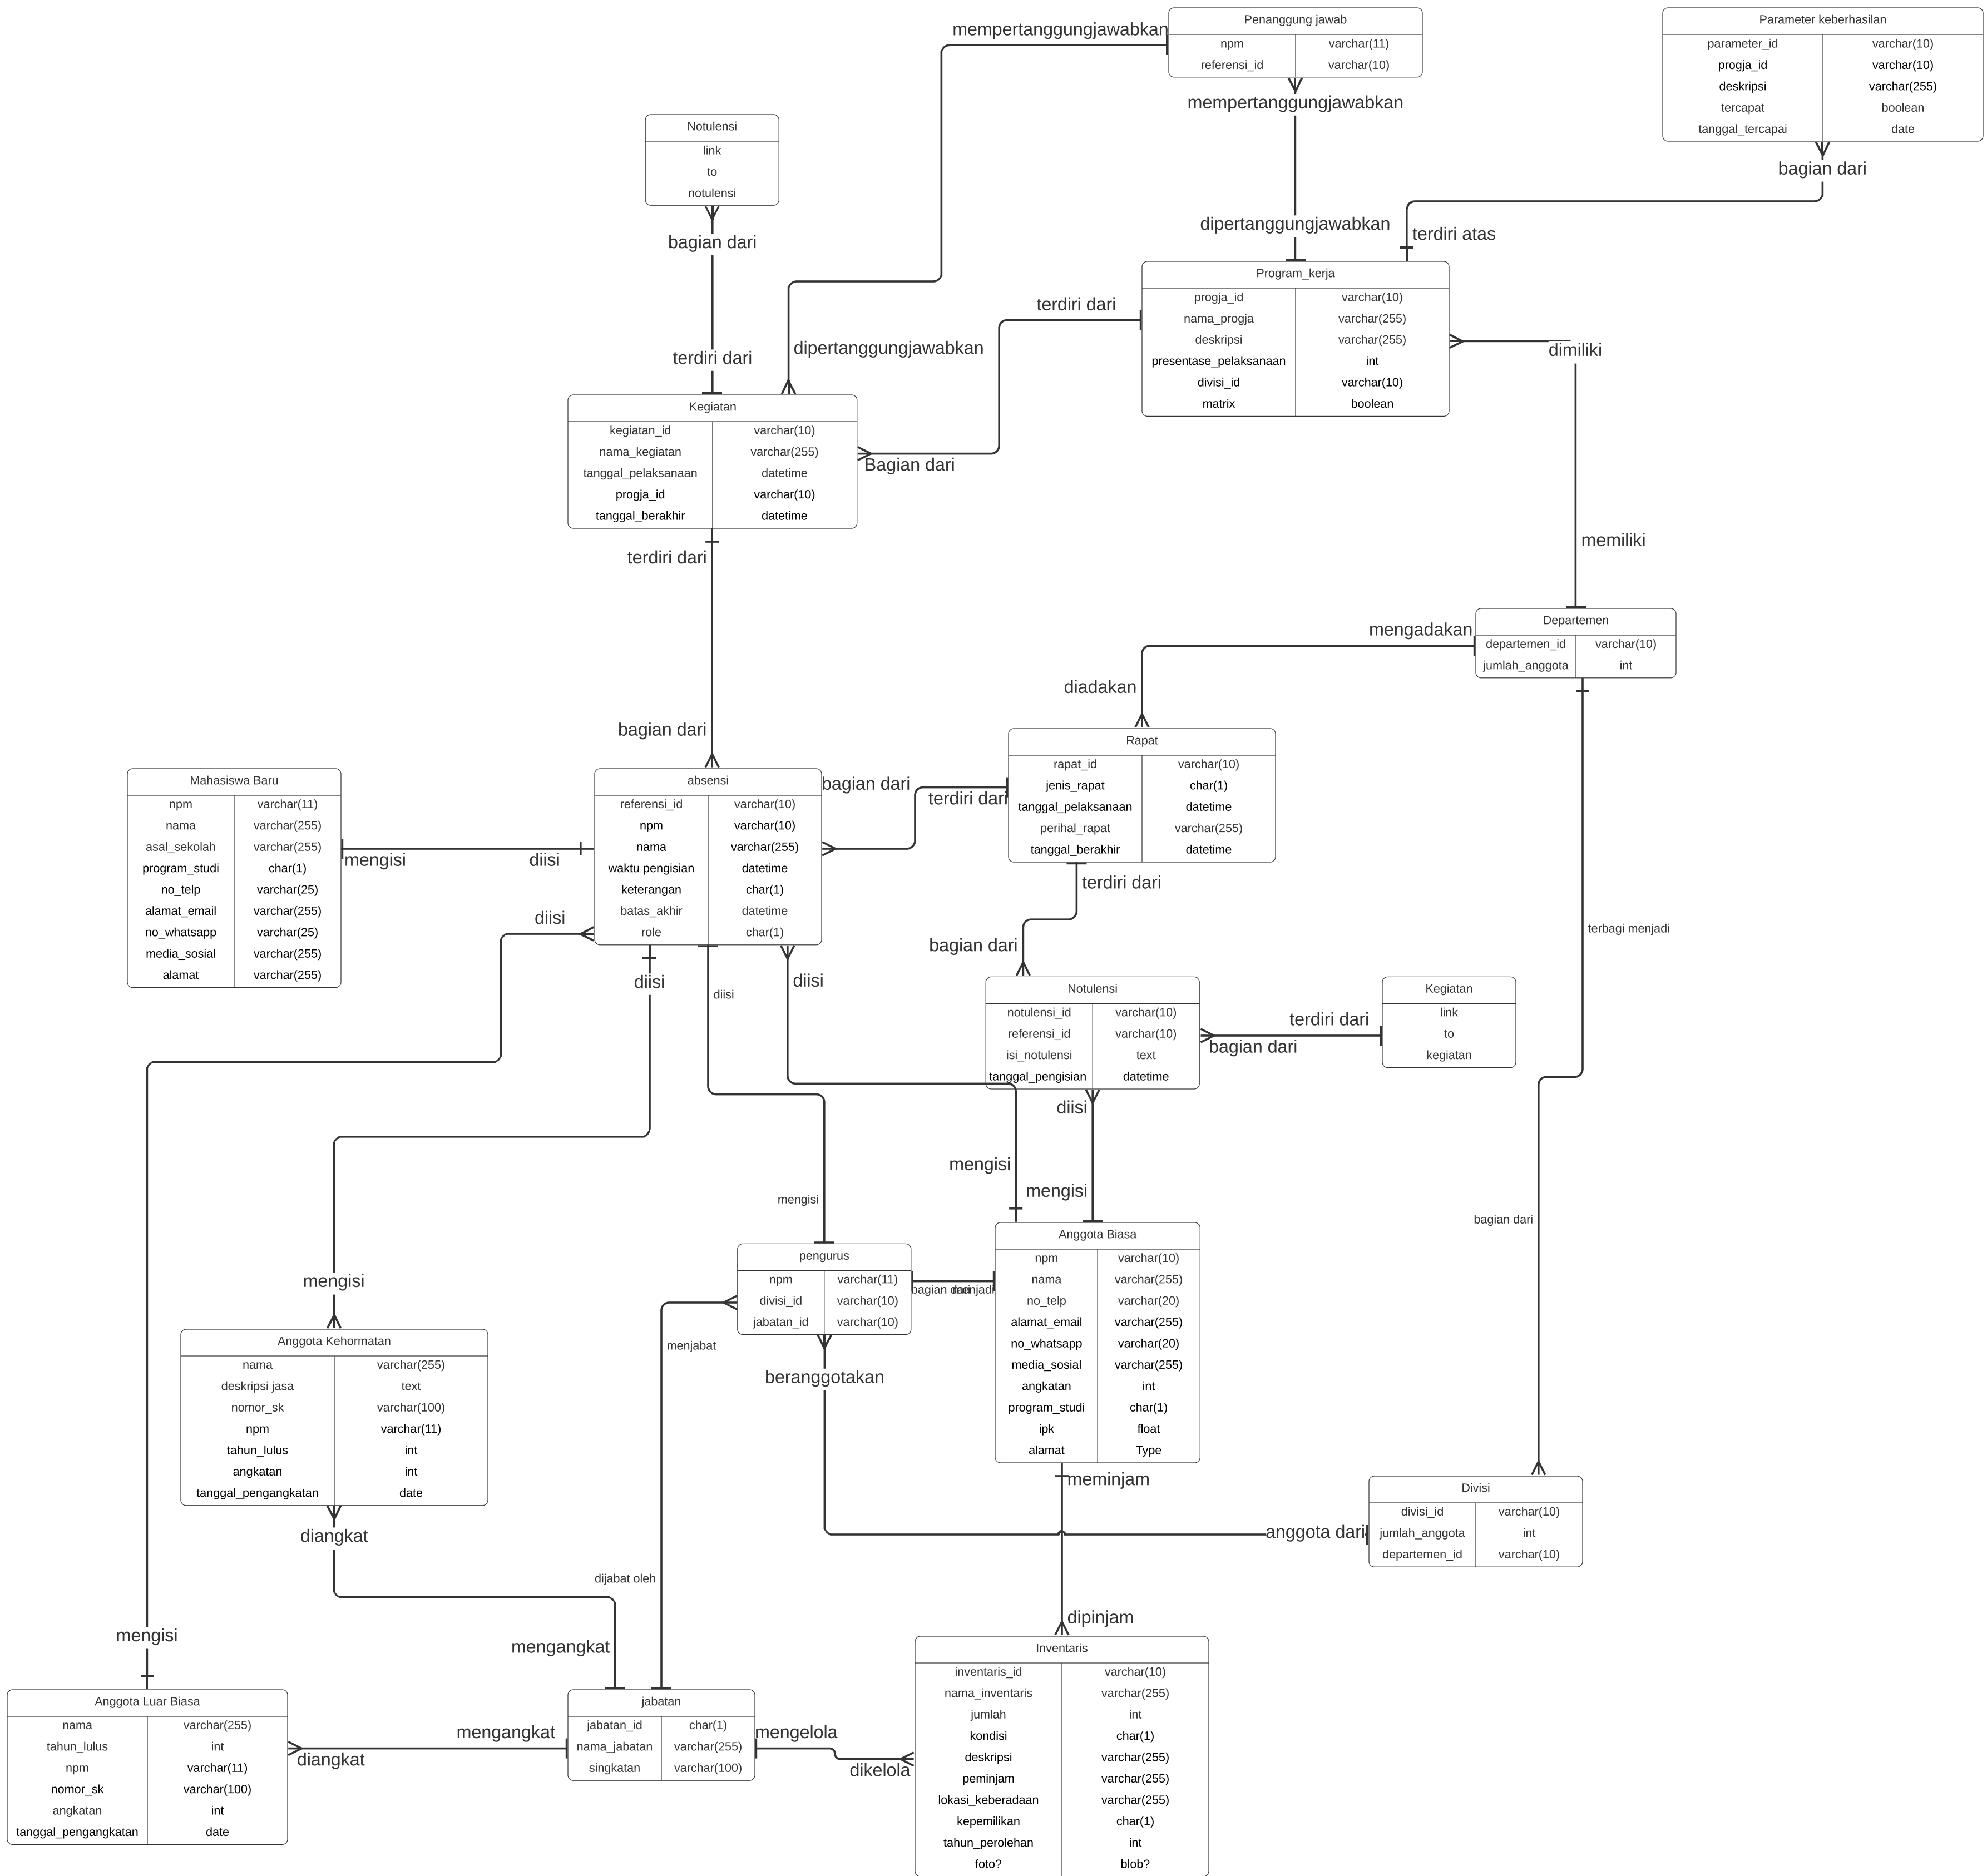 mempertanggungjawabkan
Penanggung jawab
npm varchar(11)
referensi_id varchar(10)
mempertanggungjawabkan
dipertanggungjawabkan
Parameter keberhasilan
parameter_id varchar(10)
progja_id varchar(10)
deskripsi varchar(255)
tercapat boolean
tanggal_tercapai date
bagian dari
terdiri atas
Notulensi
link
to
notulensi
bagian dari
terdiri dari
dipertanggungjawabkan
terdiri dari
Program_kerja
progja_id varchar(10)
nama_progja varchar(255)
deskripsi varchar(255)
presentase_pelaksanaan int
divisi_id varchar(10)
matrix boolean
dimiliki
memiliki
Kegiatan
kegiatan_id varchar(10)
nama_kegiatan varchar(255)
tanggal_pelaksanaan datetime
progja_id varchar(10)
tanggal_berakhir datetime
Bagian dari
terdiri dari
bagian dari
Departemen
departemen_id varchar(10)
jumlah_anggota int
mengadakan
diadakan
Rapat
rapat_id varchar(10)
jenis_rapat char(1)
tanggal_pelaksanaan datetime
perihal_rapat varchar(255)
tanggal_berakhir datetime
bagian dari
terdiri dari
Mahasiswa Baru
npm varchar(11)
nama varchar(255)
asal_sekolah varchar(255)
program_studi char(1)
no_telp varchar(25)
alamat_email varchar(255)
no_whatsapp varchar(25)
media_sosial varchar(255)
alamat varchar(255)
mengisi
diisi
absensi
referensi_id varchar(10)
npm varchar(10)
nama varchar(255)
waktu pengisian datetime
keterangan char(1)
batas_akhir datetime
role char(1)
diisi
diisi
diisi
diisi
terdiri dari
bagian dari
terbagi menjadi
Notulensi
notulensi_id varchar(10)
referensi_id varchar(10)
isi_notulensi text
tanggal_pengisian datetime
terdiri dari
bagian dari
Kegiatan
link
to
kegiatan
diisi
mengisi
mengisi
mengisi
bagian dari
pengurus
npm varchar(11)
divisi_id varchar(10)
jabatan_id varchar(10)
bagian dari
menjadi
Anggota Biasa
npm varchar(10)
nama varchar(255)
no_telp varchar(20)
alamat_email varchar(255)
no_whatsapp varchar(20)
media_sosial varchar(255)
angkatan int
program_studi char(1)
ipk float
alamat Type
mengisi
Anggota Kehormatan
nama varchar(255)
deskripsi jasa text
nomor_sk varchar(100)
npm varchar(11)
tahun_lulus int
angkatan int
tanggal_pengangkatan date
menjabat
beranggotakan
meminjam
anggota dari
Divisi
divisi_id varchar(10)
jumlah_anggota int
departemen_id varchar(10)
diangkat
dijabat oleh
mengangkat
dipinjam
mengisi
Anggota Luar Biasa
nama varchar(255)
tahun_lulus int
npm varchar(11)
nomor_sk varchar(100)
angkatan int
tanggal_pengangkatan date
diangkat
mengangkat
jabatan
jabatan_id char(1)
nama_jabatan varchar(255)
singkatan varchar(100)
mengelola
dikelola
Inventaris
inventaris_id varchar(10)
nama_inventaris varchar(255)
jumlah int
kondisi char(1)
deskripsi varchar(255)
peminjam varchar(255)
lokasi_keberadaan varchar(255)
kepemilikan char(1)
tahun_perolehan int
foto? blob?